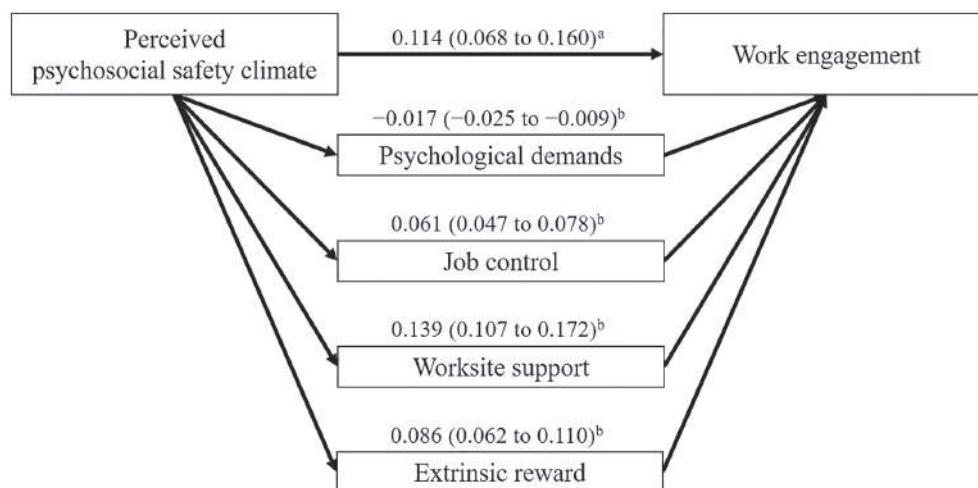 Perceived
psychosocial safety climate
0.114 (0.068 to 0.160)ᵃ
Work engagement
−0.017 (−0.025 to −0.009)ᵇ
Psychological demands
0.061 (0.047 to 0.078)ᵇ
Job control
0.139 (0.107 to 0.172)ᵇ
Worksite support
0.086 (0.062 to 0.110)ᵇ
Extrinsic reward